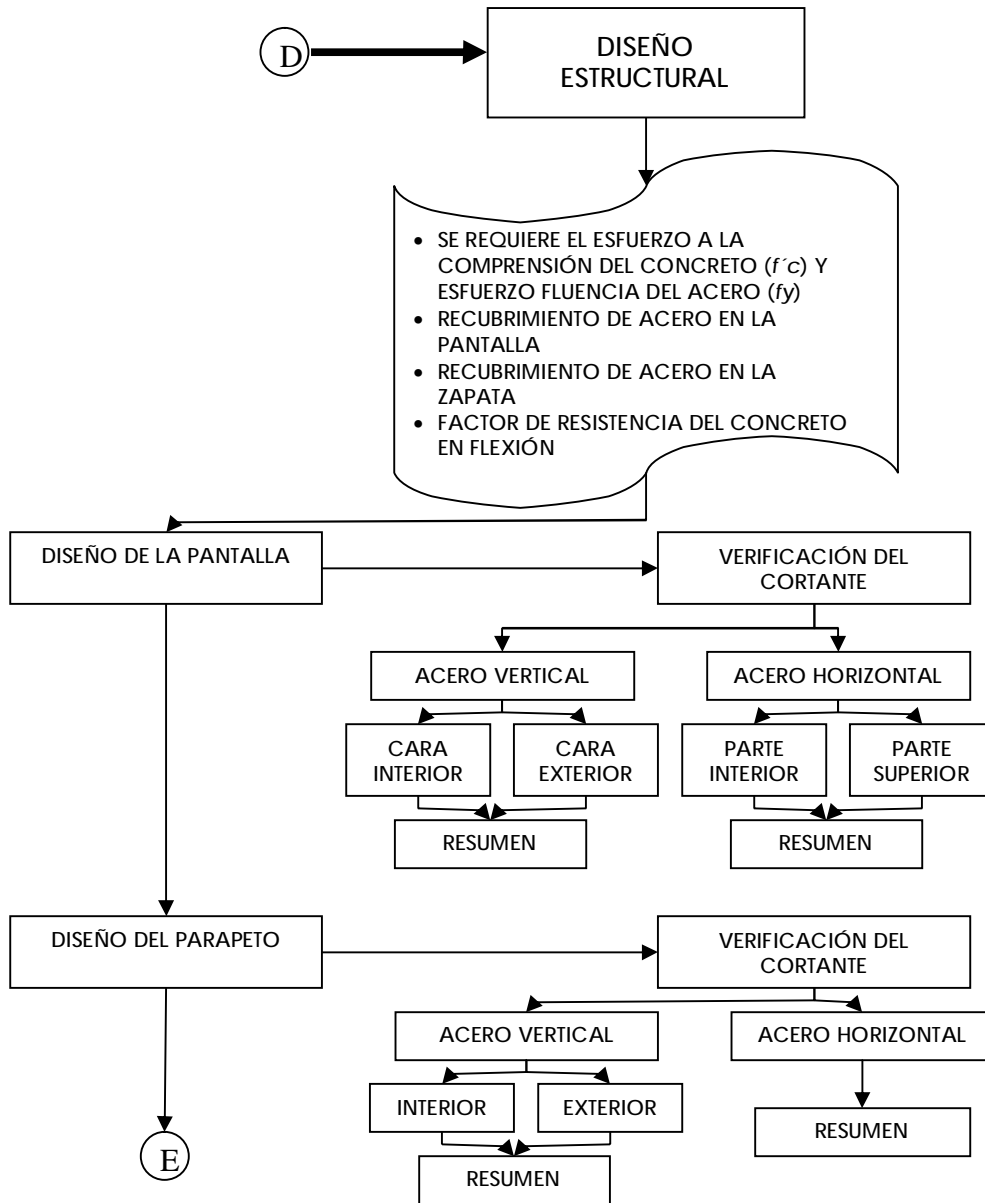 D
DISEÑO
ESTRUCTURAL
• SE REQUIERE EL ESFUERZO A LA
COMPRENSIÓN DEL CONCRETO (f´c) Y
ESFUERZO FLUENCIA DEL ACERO (fy)
• RECUBRIMIENTO DE ACERO EN LA
PANTALLA
• RECUBRIMIENTO DE ACERO EN LA
ZAPATA
• FACTOR DE RESISTENCIA DEL CONCRETO
EN FLEXIÓN
DISEÑO DE LA PANTALLA
VERIFICACIÓN DEL
CORTANTE
ACERO VERTICAL
ACERO HORIZONTAL
CARA
INTERIOR
CARA
EXTERIOR
PARTE
INTERIOR
PARTE
SUPERIOR
RESUMEN
RESUMEN
DISEÑO DEL PARAPETO
VERIFICACIÓN DEL
CORTANTE
ACERO VERTICAL
ACERO HORIZONTAL
INTERIOR
EXTERIOR
RESUMEN
E
RESUMEN